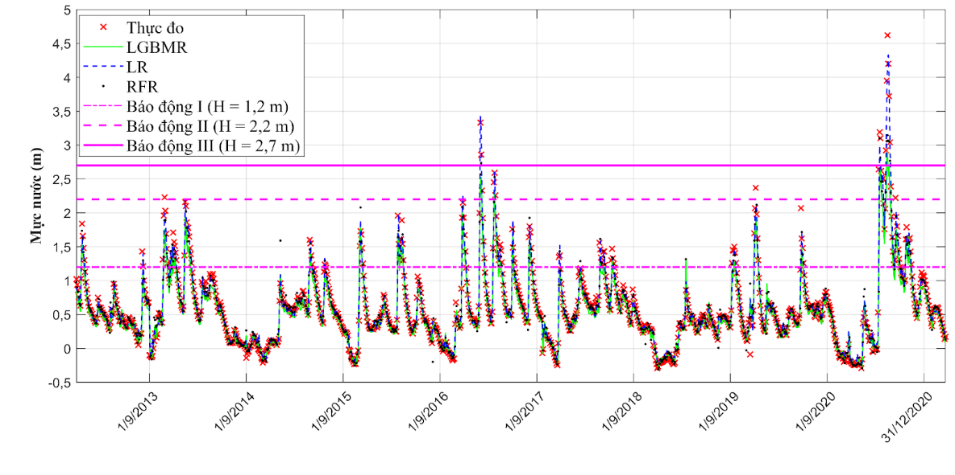 5
4,5
4
3,5
3
2,5
2
1,5
1
0,5
0
-0,5
Mực nước (m)
Thực đo
LGBMR
LR
RFR
Báo động I (H = 1,2 m)
Báo động II (H = 2,2 m)
Báo động III (H = 2,7 m)
1/9/2013
1/9/2014
1/9/2015
1/9/2016
1/9/2017
1/9/2018
1/9/2019
1/9/2020
31/12/2020